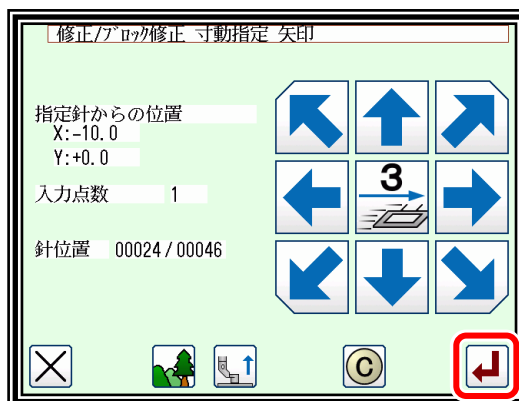 修正/ﾌﾞﾛｯｸ修正 寸動指定 矢印
指定針からの位置
X:-10.0
Y:+0.0
3
入力点数 1
針位置 00024/00046
C